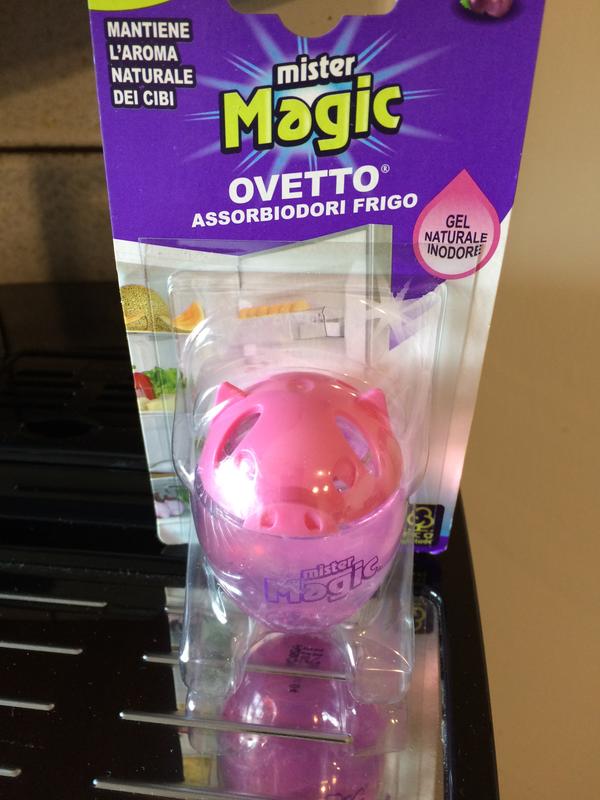 MANTIENE
L'AROMA
NATURALE
DEI CIBI
mister
Magic
OVETTO®
ASSORBIODORI FRIGO
GEL
NATURALE
INODORE
mister
Magic